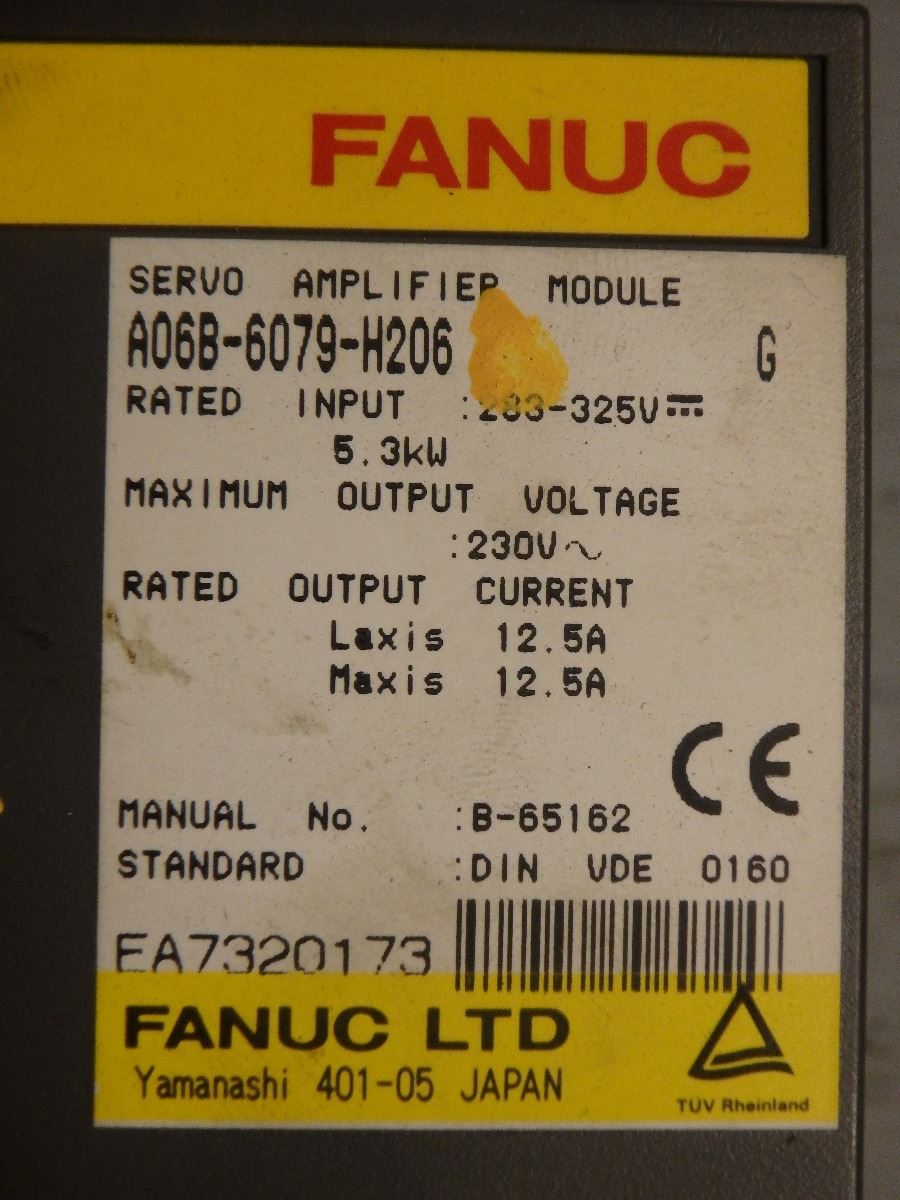 FANUC
SERVO AMPLIFIER MODULE
A06B-6079-H206 G
RATED INPUT :283-325V⎓
5.3kW
MAXIMUM OUTPUT VOLTAGE
:230V~
RATED OUTPUT CURRENT
Laxis 12.5A
Maxis 12.5A
CE
MANUAL No. :B-65162
STANDARD :DIN VDE 0160
EA7320173
FANUC LTD
Yamanashi 401-05 JAPAN
TÜV Rheinland